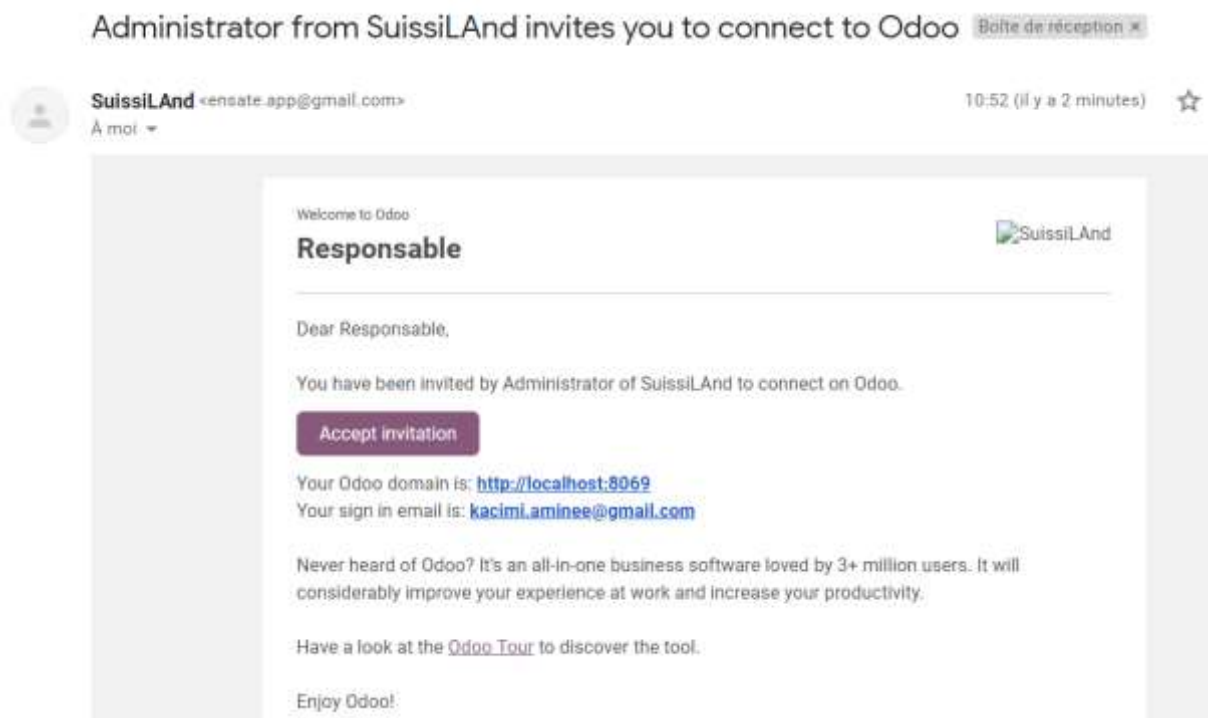 Administrator from SuissiLAnd invites you to connect to Odoo Boîte de réception ×
SuissiLAnd <ensate.app@gmail.com> 10:52 (il y a 2 minutes)
À moi
Welcome to Odoo
Responsable
SuissiLAnd
Dear Responsable,
You have been invited by Administrator of SuissiLAnd to connect on Odoo.
Accept invitation
Your Odoo domain is: http://localhost:8069
Your sign in email is: kacimi.aminee@gmail.com
Never heard of Odoo? It's an all-in-one business software loved by 3+ million users. It will
considerably improve your experience at work and increase your productivity.
Have a look at the Odoo Tour to discover the tool.
Enjoy Odoo!